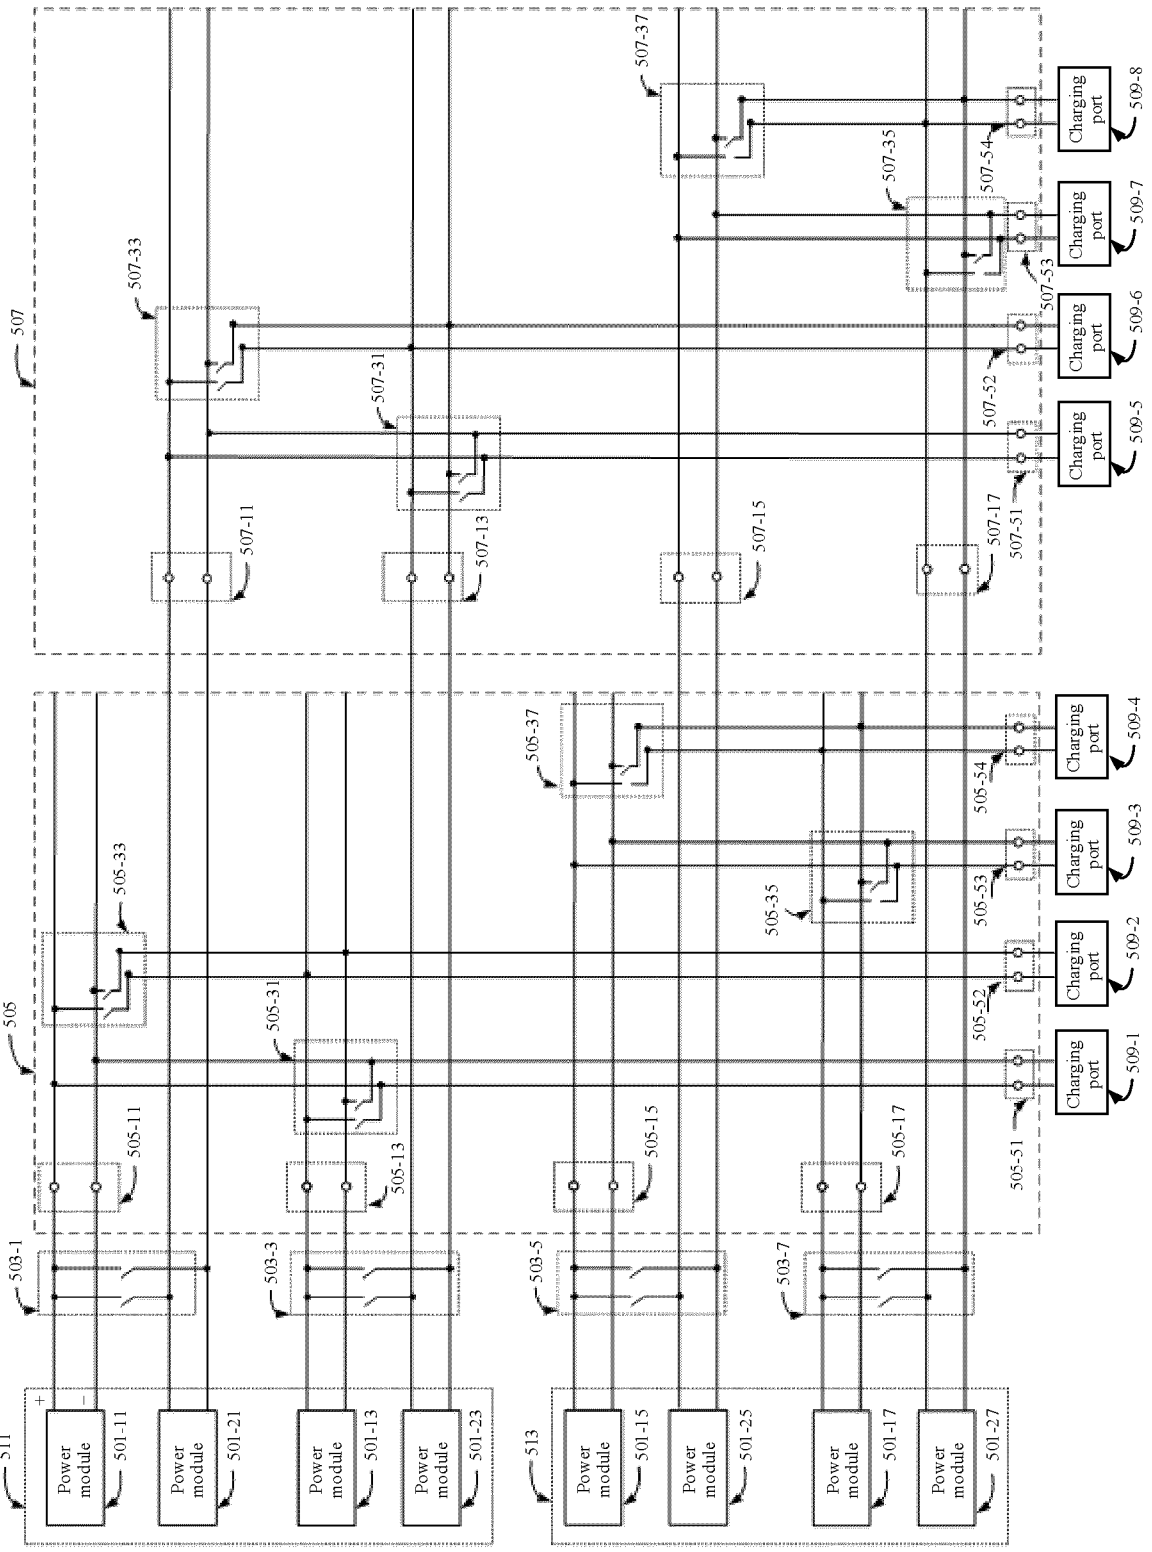 507
507-37
Charging
port
509-8
507-35
507-54
Charging
port
509-7
507-33
507-53
Charging
port
509-6
507-31
507-52
Charging
port
509-5
507-11
507-13
507-15
507-17
507-51
505
505-37
505-54
Charging
port
509-4
505-33
505-35
505-53
Charging
port
509-3
505-31
505-52
Charging
port
509-2
505-11
505-13
505-15
505-17
505-51
Charging
port
509-1
503-1
503-3
503-5
503-7
511
+
−
Power
module
501-11
Power
module
501-21
Power
module
501-13
Power
module
501-23
513
Power
module
501-15
Power
module
501-25
Power
module
501-17
Power
module
501-27